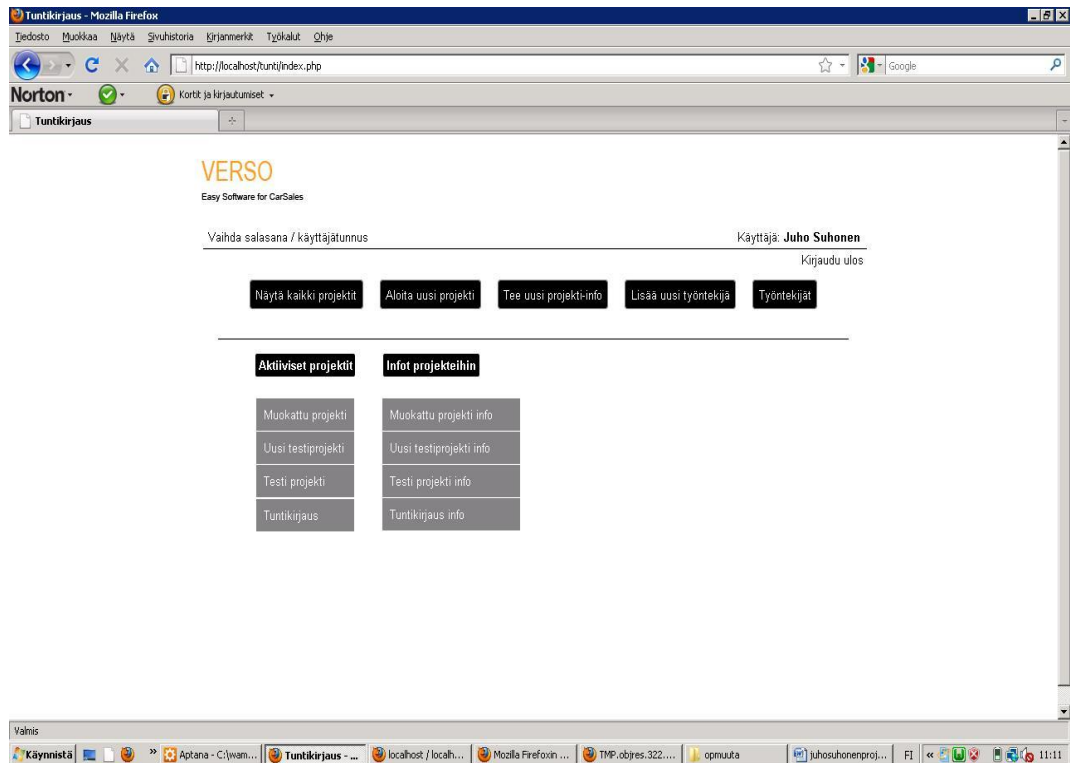 Tuntikirjaus - Mozilla Firefox
Tiedosto Muokkaa Näytä Sivuhistoria Kirjanmerkit Työkalut Ohje
http://localhost/tunti/index.php
Google
Norton
Kortit ja kirjautumiset
Tuntikirjaus
VERSO
Easy Software for CarSales
Vaihda salasana / käyttäjätunnus
Käyttäjä: Juho Suhonen
Kirjaudu ulos
Näytä kaikki projektit
Aloita uusi projekti
Tee uusi projekti-info
Lisää uusi työntekijä
Työntekijät
Aktiiviset projektit
Infot projekteihin
Muokattu projekti
Muokattu projekti info
Uusi testiprojekti
Uusi testiprojekti info
Testi projekti
Testi projekti info
Tuntikirjaus
Tuntikirjaus info
Valmis
Käynnistä
» Aptana - C:\wam...
Tuntikirjaus - ...
localhost / localh...
Mozilla Firefoxin ...
TMP.objres.322....
opmuuta
juhosuhonenproj...
FI
«
11:11